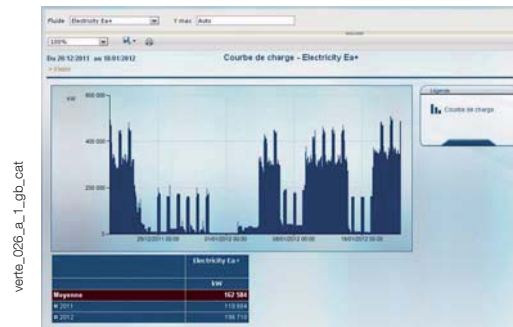 Fluide Electricity Ea+ Y max Auto
100%
Du 20/12/2011 au 18/01/2012 Courbe de charge - Electricity Ea+
kW
600 000
400 000
200 000
0
25/12/2011 00:00 01/01/2012 00:00 08/01/2012 00:00 15/01/2012 00:00
Légende
Courbe de charge
Electricity Ea+
kW
Moyenne 162 584
2011
2012
verte_026_a_1_gb_cat